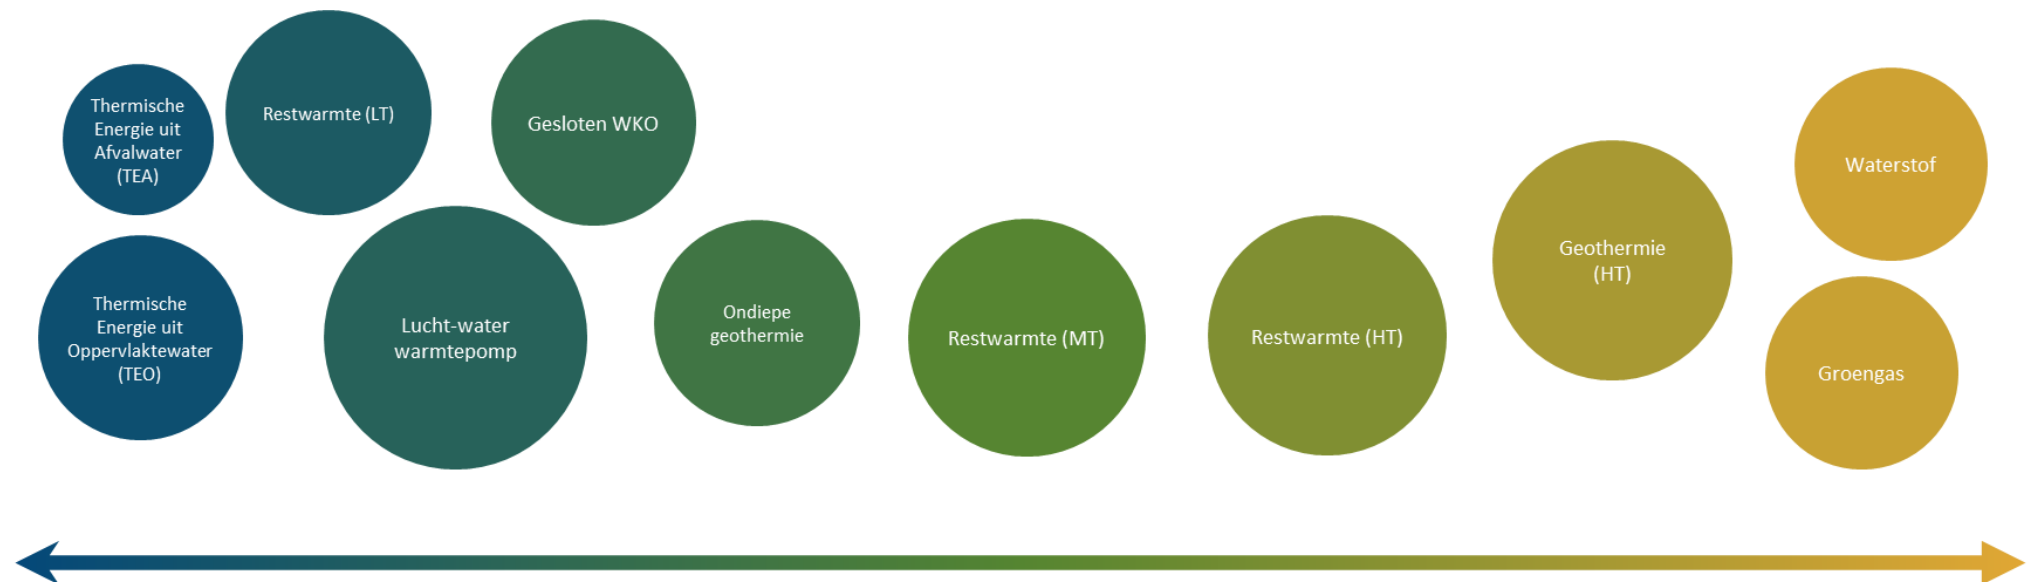 Thermische
Energie uit
Afvalwater
(TEA)
Restwarmte (LT)
Gesloten WKO
Thermische
Energie uit
Oppervlaktewater
(TEO)
Lucht-water
warmtepomp
Ondiepe
geothermie
Restwarmte (MT)
Restwarmte (HT)
Geothermie
(HT)
Waterstof
Groengas